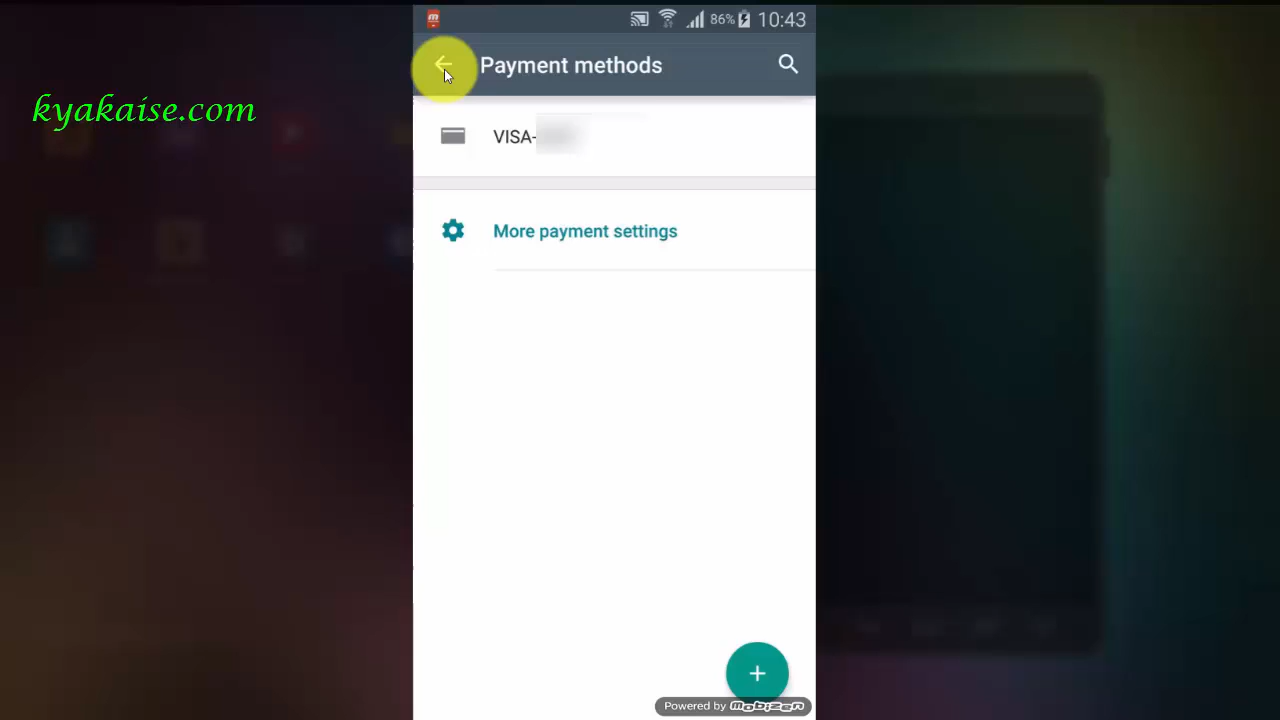 86% 10:43
kyakaise.com
Payment methods
VISA-
More payment settings
Powered by mobizen